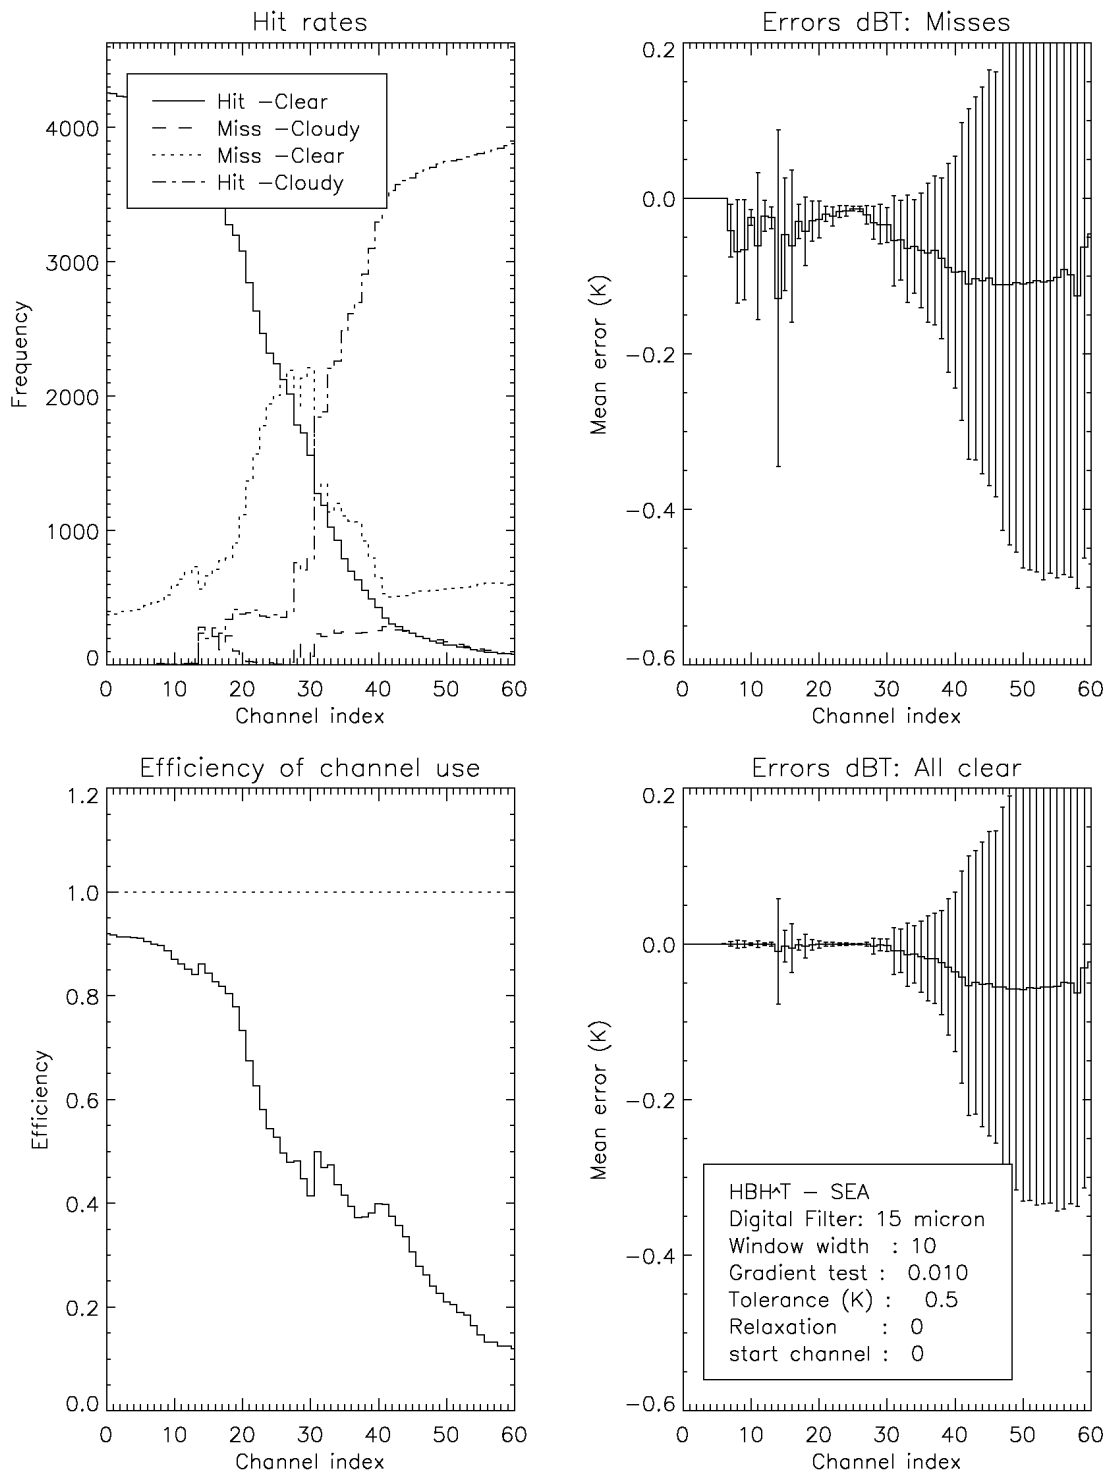 Hit rates
Frequency
4000
3000
2000
1000
0
Hit -Clear
Miss -Cloudy
Miss -Clear
Hit -Cloudy
0 10 20 30 40 50 60
Channel index
Errors dBT: Misses
Mean error (K)
0.2
0.0
-0.2
-0.4
-0.6
0 10 20 30 40 50 60
Channel index
Efficiency of channel use
Efficiency
1.2
1.0
0.8
0.6
0.4
0.2
0.0
0 10 20 30 40 50 60
Channel index
Errors dBT: All clear
Mean error (K)
0.2
0.0
-0.2
-0.4
-0.6
HBH^T - SEA
Digital Filter: 15 micron
Window width : 10
Gradient test : 0.010
Tolerance (K) : 0.5
Relaxation : 0
start channel : 0
0 10 20 30 40 50 60
Channel index